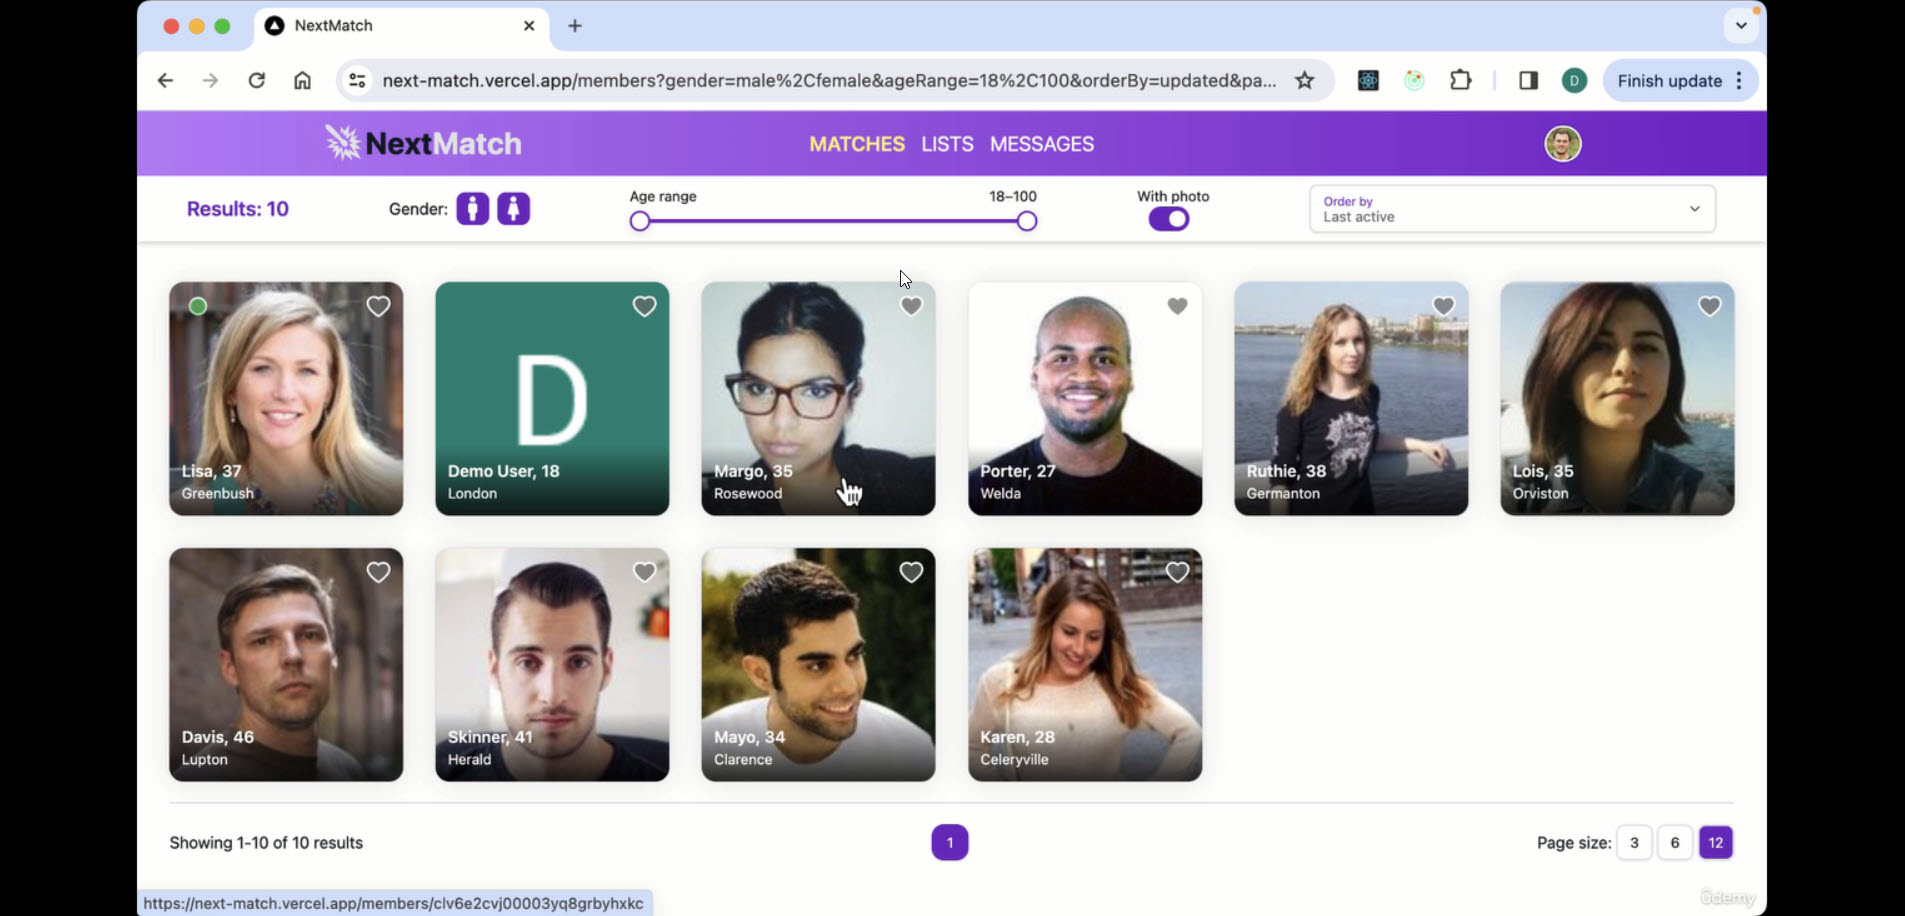 NextMatch
next-match.vercel.app/members?gender=male%2Cfemale&ageRange=18%2C100&orderBy=updated&pa...
D
Finish update
NextMatch
MATCHES LISTS MESSAGES
Results: 10
Gender:
Age range
18–100
With photo
Order by
Last active
Lisa, 37
Greenbush
D
Demo User, 18
London
Margo, 35
Rosewood
Porter, 27
Welda
Ruthie, 38
Germanton
Lois, 35
Orviston
Davis, 46
Lupton
Skinner, 41
Herald
Mayo, 34
Clarence
Karen, 28
Celeryville
Showing 1-10 of 10 results
1
Page size: 3 6 12
https://next-match.vercel.app/members/clv6e2cvj00003yq8grbyhxkc
ûdemy